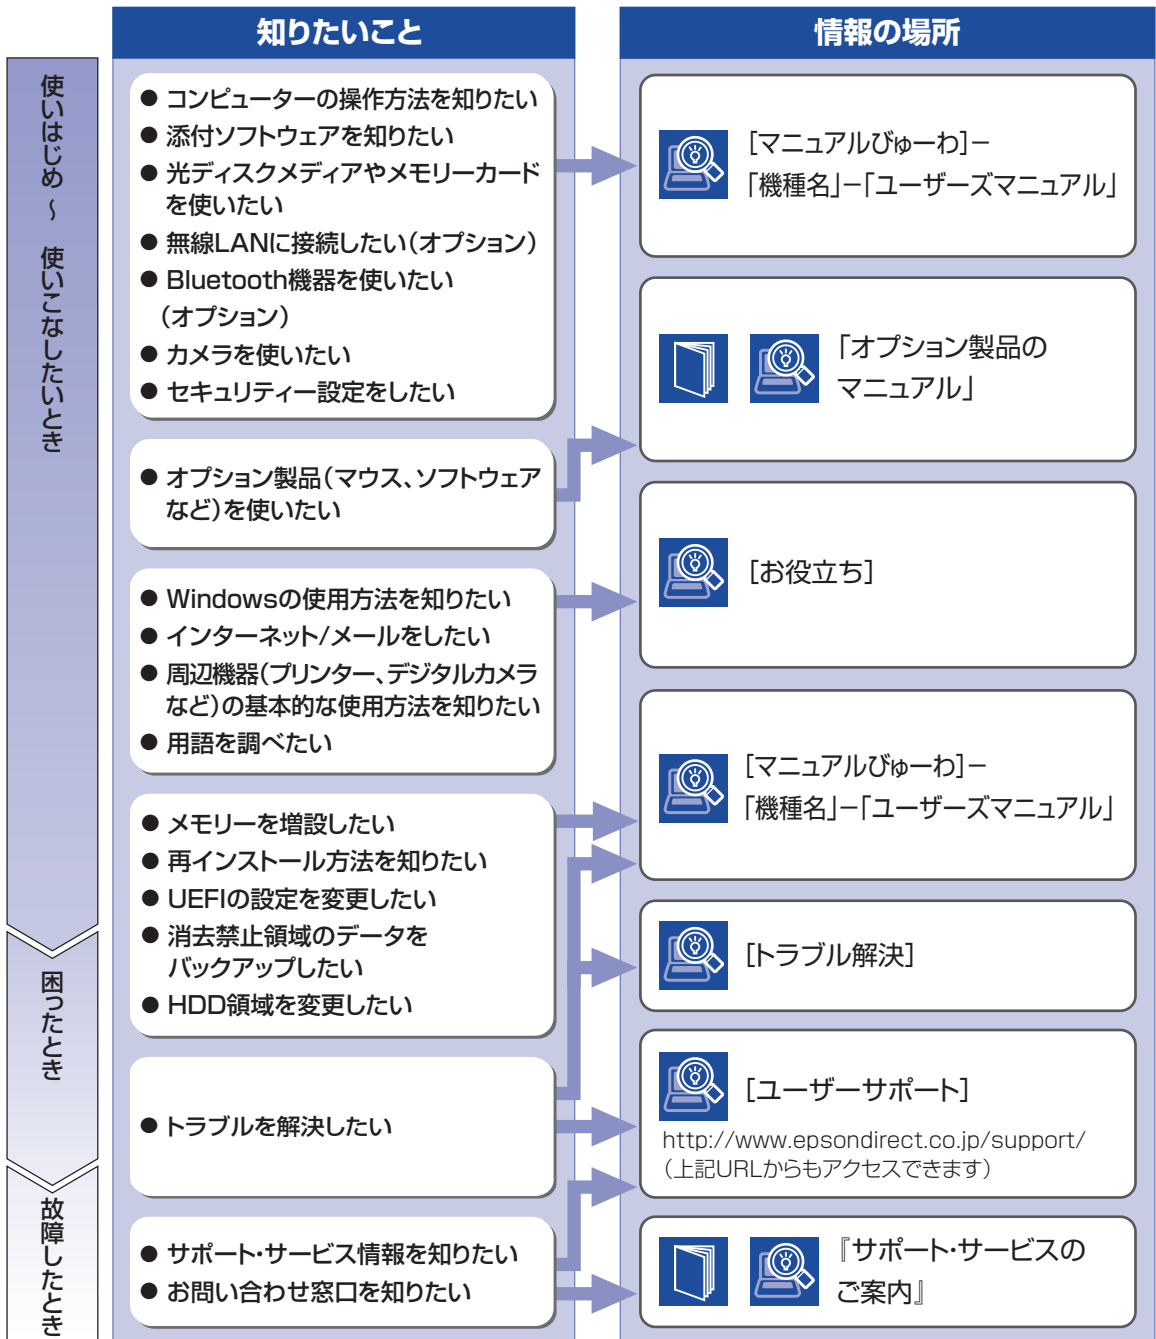 知りたいこと
情報の場所
使いはじめ ～ 使いこなしたいとき
困ったとき
故障したとき
● コンピューターの操作方法を知りたい
● 添付ソフトウェアを知りたい
● 光ディスクメディアやメモリーカード
を使いたい
● 無線LANに接続したい（オプション）
● Bluetooth機器を使いたい
（オプション）
● カメラを使いたい
● セキュリティー設定をしたい
● オプション製品（マウス、ソフトウェア
など）を使いたい
● Windowsの使用方法を知りたい
● インターネット/メールをしたい
● 周辺機器（プリンター、デジタルカメラ
など）の基本的な使用方法を知りたい
● 用語を調べたい
● メモリーを増設したい
● 再インストール方法を知りたい
● UEFIの設定を変更したい
● 消去禁止領域のデータを
バックアップしたい
● HDD領域を変更したい
● トラブルを解決したい
● サポート・サービス情報を知りたい
● お問い合わせ窓口を知りたい
［マニュアルびゅーわ］－
「機種名」－「ユーザーズマニュアル」
「オプション製品の
マニュアル」
［お役立ち］
［マニュアルびゅーわ］－
「機種名」－「ユーザーズマニュアル」
［トラブル解決］
［ユーザーサポート］
http://www.epsondirect.co.jp/support/
（上記URLからもアクセスできます）
『サポート・サービスの
ご案内』